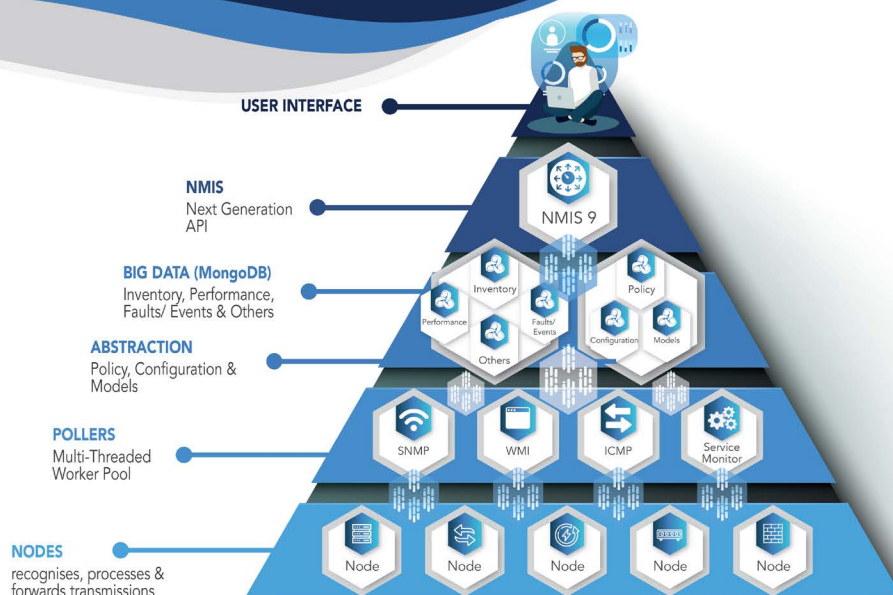 USER INTERFACE
NMIS
Next Generation
API
NMIS 9
BIG DATA (MongoDB)
Inventory, Performance,
Faults/ Events & Others
Inventory
Performance
Faults/
Events
Others
Policy
Configuration
Models
ABSTRACTION
Policy, Configuration &
Models
POLLERS
Multi-Threaded
Worker Pool
SNMP
WMI
ICMP
Service
Monitor
NODES
recognises, processes &
forwards transmissions
Node
Node
Node
Node
Node